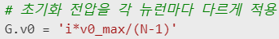 # 초기화 전압을 각 뉴런마다 다르게 적용
G.v0 = 'i*v0_max/(N-1)'